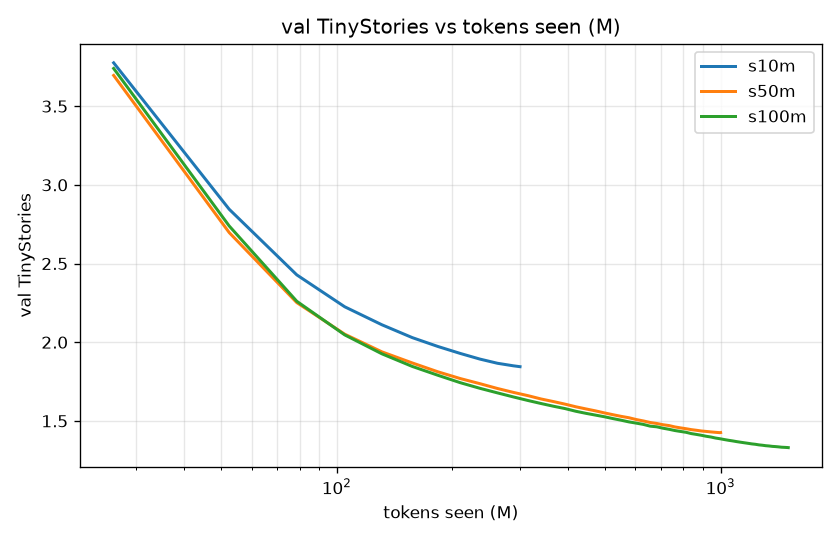 val TinyStories vs tokens seen (M)
s10m
s50m
s100m
val TinyStories
3.5
3.0
2.5
2.0
1.5
10²
10³
tokens seen (M)